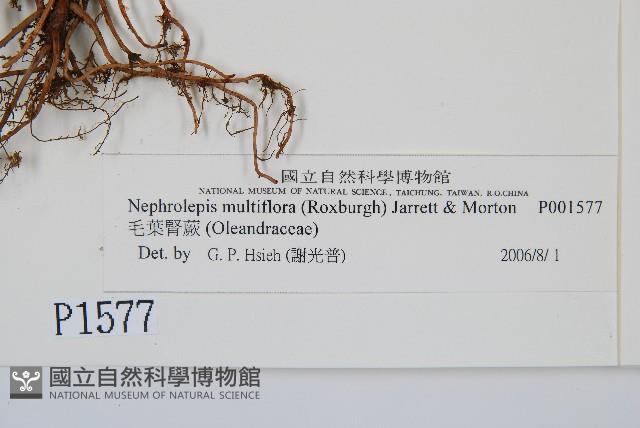 國立自然科學博物館
NATIONAL MUSEUM OF NATURAL SCIENCE, TAICHUNG, TAIWAN, R.O.CHINA
Nephrolepis multiflora (Roxburgh) Jarrett & Morton P001577
毛葉腎蕨 (Oleandraceae)
Det. by G. P. Hsieh (謝光普) 2006/8/ 1
P1577
國立自然科學博物館
NATIONAL MUSEUM OF NATURAL SCIENCE